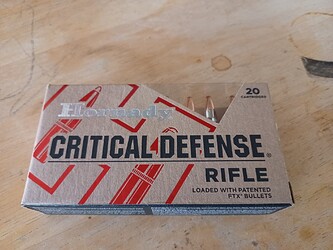 20
CARTRIDGES
Hornady
CRITICAL DEFENSE®
RIFLE
LOADED WITH PATENTED
FTX® BULLETS